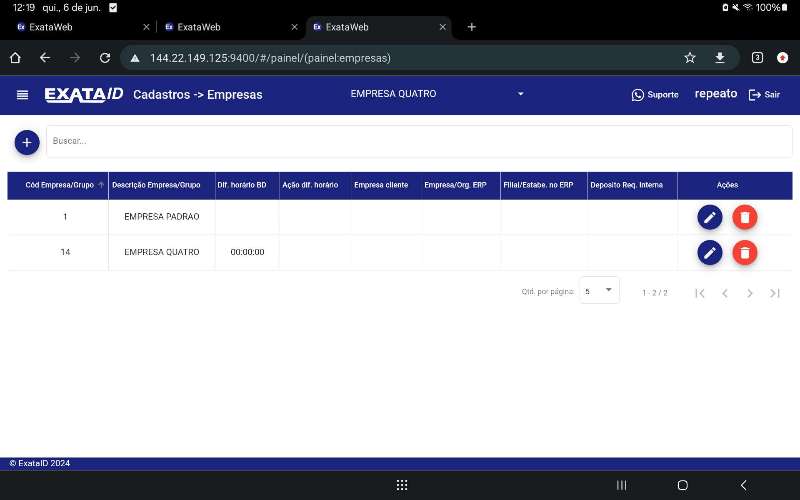 12:19 qui., 6 de jun. 100%
Ex ExataWeb
Ex ExataWeb
Ex ExataWeb
144.22.149.125:9400/#/painel/(painel:empresas)
3
EXATAID Cadastros -> Empresas EMPRESA QUATRO Suporte repeato Sair
Buscar...
Cód Empresa/Grupo Descrição Empresa/Grupo Dif. horário BD Ação dif. horário Empresa cliente Empresa/Org. ERP Filial/Estabe. no ERP Deposito Req. Interna Ações
1 EMPRESA PADRAO
14 EMPRESA QUATRO 00:00:00
Qtd. por página: 5 1 - 2 / 2
© ExataID 2024